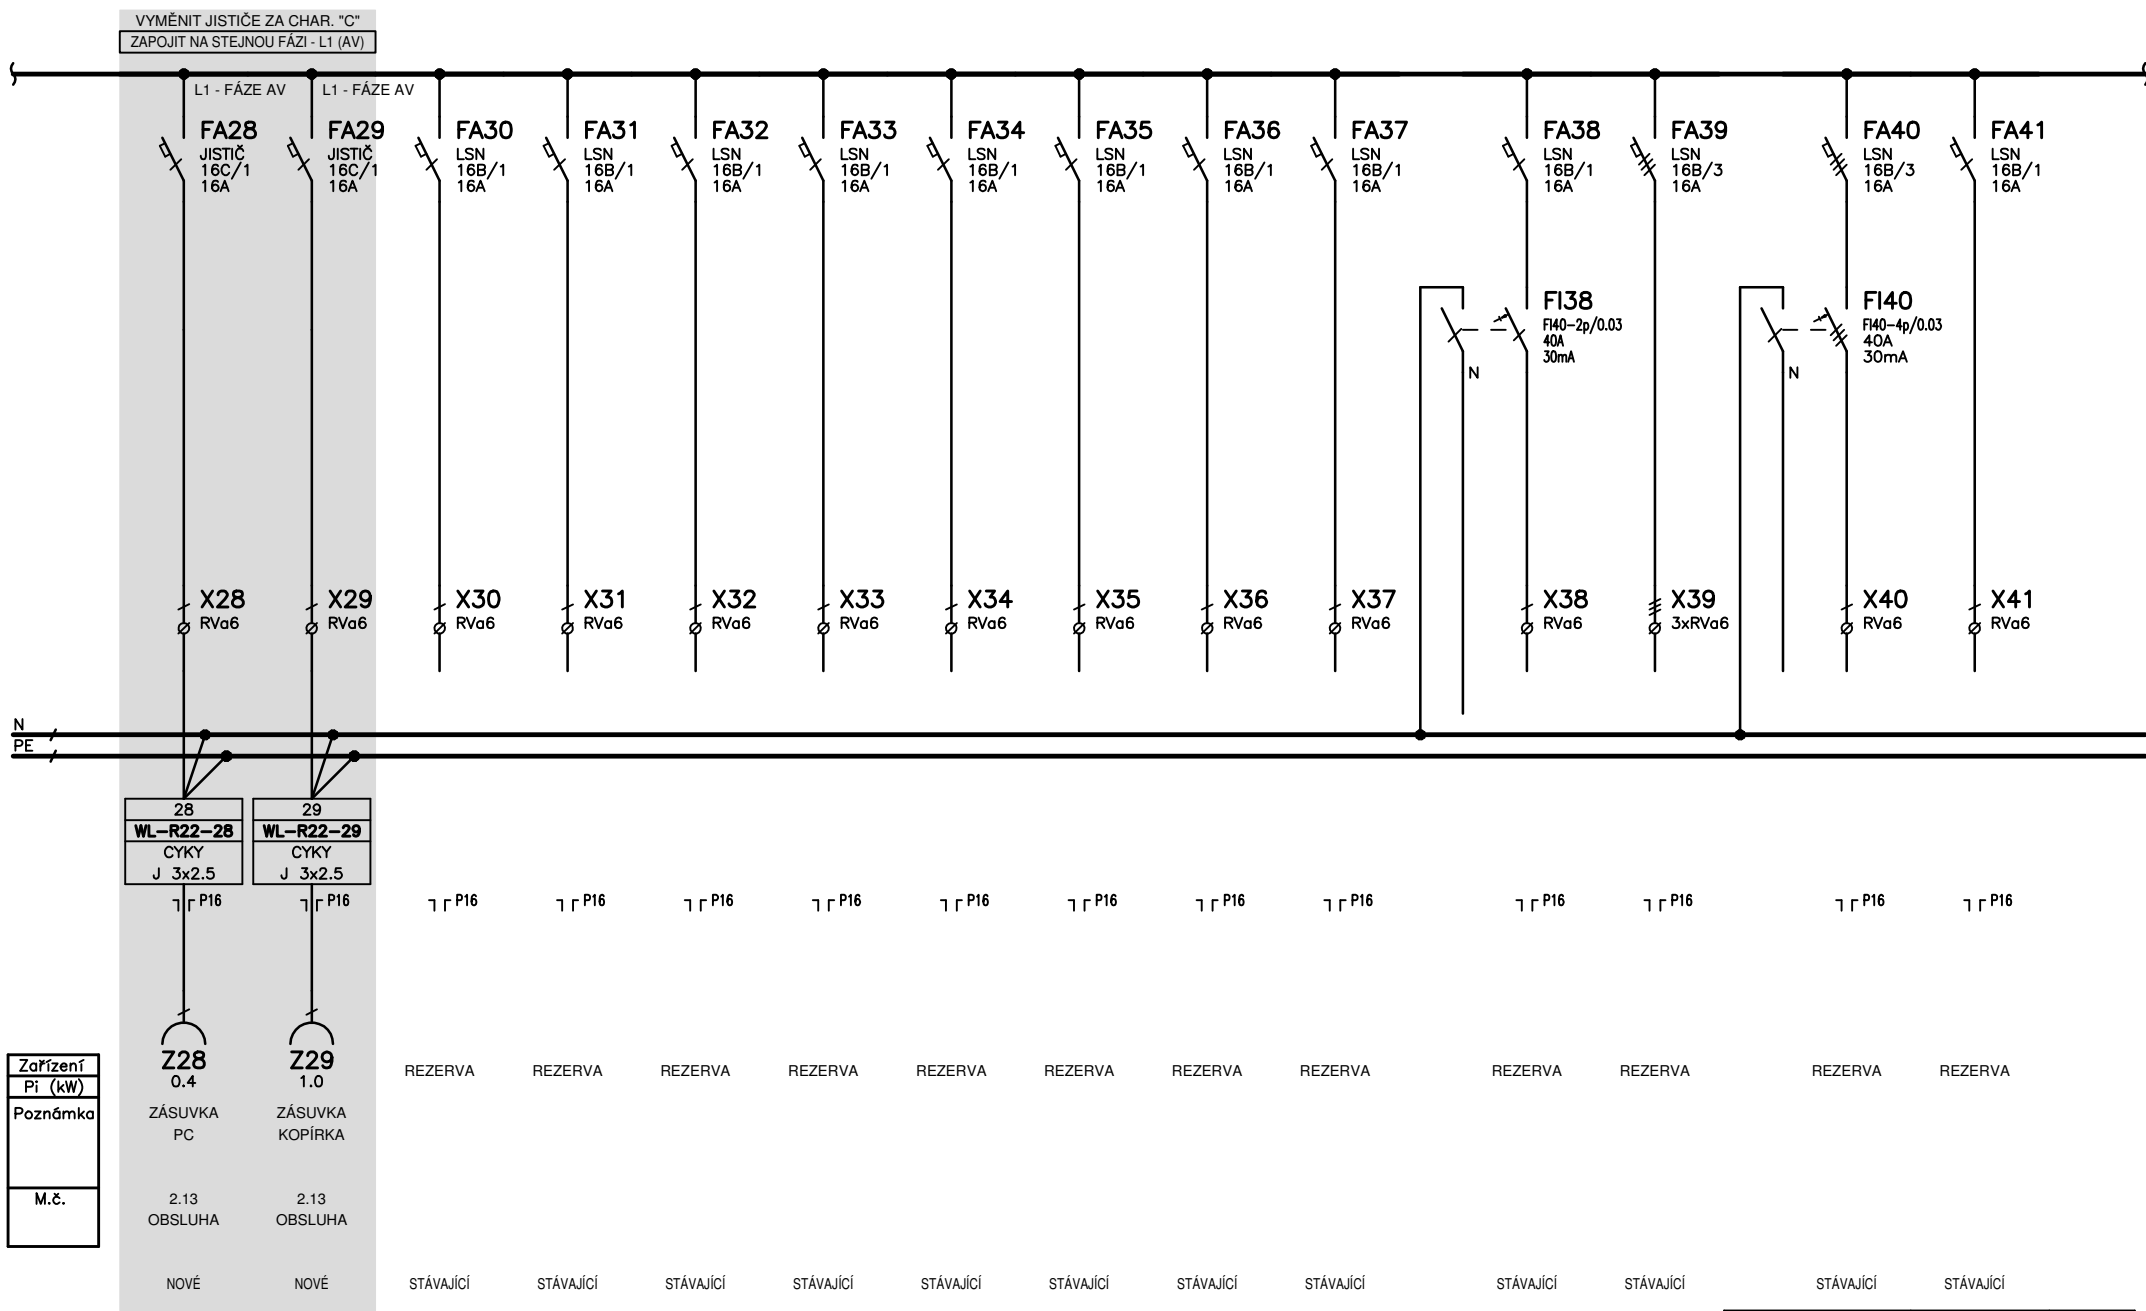 VYMĚNIT JISTIČE ZA CHAR. "C"
ZAPOJIT NA STEJNOU FÁZI - L1 (AV)
L1 - FÁZE AV L1 - FÁZE AV
FA28 FA29 FA30 FA31 FA32 FA33 FA34 FA35 FA36 FA37 FA38 FA39 FA40 FA41
JISTIČ JISTIČ LSN LSN LSN LSN LSN LSN LSN LSN LSN LSN LSN LSN
16C/1 16C/1 16B/1 16B/1 16B/1 16B/1 16B/1 16B/1 16B/1 16B/1 16B/1 16B/3 16B/3 16B/1
16A 16A 16A 16A 16A 16A 16A 16A 16A 16A 16A 16A 16A 16A
FI38 FI40
FI40-2p/0.03 FI40-4p/0.03
40A 40A
30mA 30mA
N N
X28 X29 X30 X31 X32 X33 X34 X35 X36 X37 X38 X39 X40 X41
RVa6 RVa6 RVa6 RVa6 RVa6 RVa6 RVa6 RVa6 RVa6 RVa6 RVa6 3xRVa6 RVa6 RVa6
N
PE
28 29
WL-R22-28 WL-R22-29
CYKY CYKY
J 3x2.5 J 3x2.5
P16 P16 P16 P16 P16 P16 P16 P16 P16 P16 P16 P16 P16 P16
Zařízení Z28 Z29 REZERVA REZERVA REZERVA REZERVA REZERVA REZERVA REZERVA REZERVA REZERVA REZERVA REZERVA REZERVA
Pi (kW) 0.4 1.0
Poznámka ZÁSUVKA ZÁSUVKA
PC KOPÍRKA
M.č. 2.13 2.13
OBSLUHA OBSLUHA
NOVÉ NOVÉ STÁVAJÍCÍ STÁVAJÍCÍ STÁVAJÍCÍ STÁVAJÍCÍ STÁVAJÍCÍ STÁVAJÍCÍ STÁVAJÍCÍ STÁVAJÍCÍ STÁVAJÍCÍ STÁVAJÍCÍ STÁVAJÍCÍ STÁVAJÍCÍ